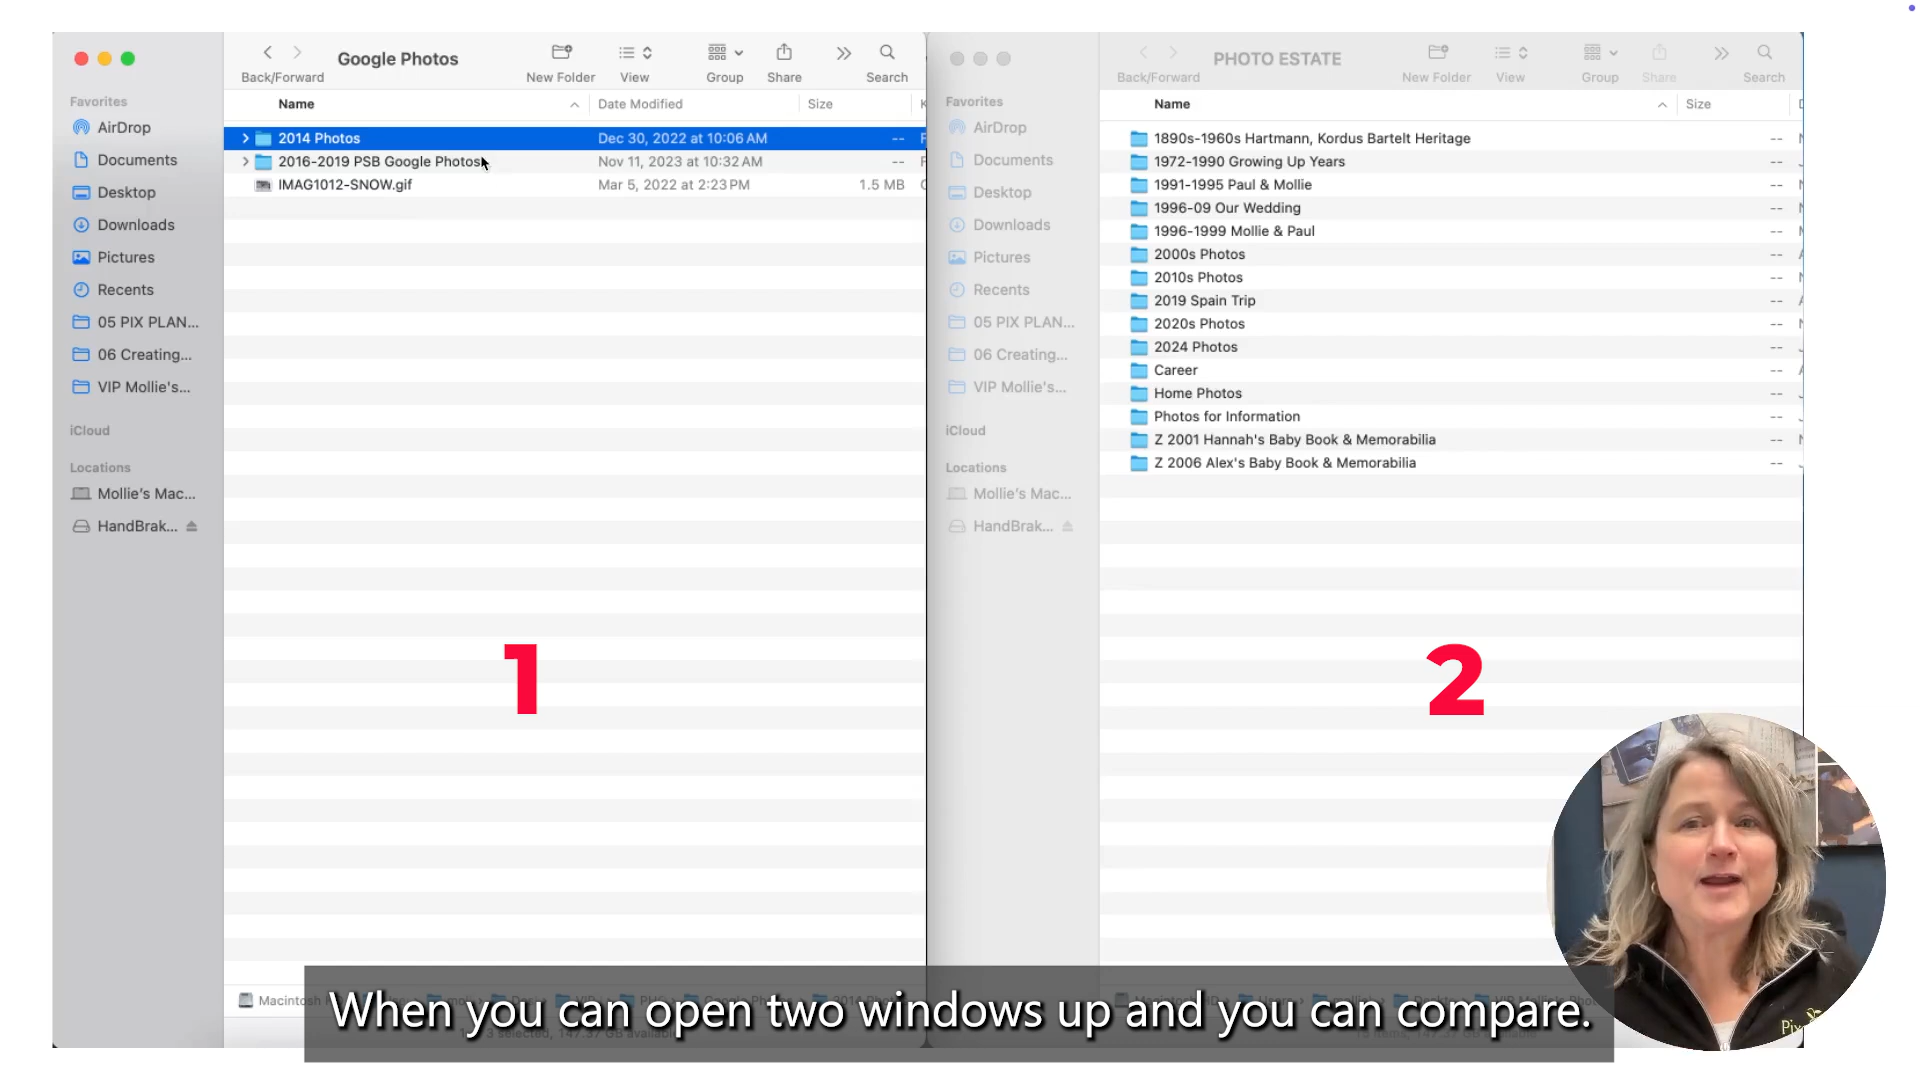 Google Photos
Back/Forward
New Folder
View
Group
Share
Search
Favorites
AirDrop
Documents
Desktop
Downloads
Pictures
Recents
05 PIX PLAN...
06 Creating...
VIP Mollie's...
iCloud
Locations
Mollie's Mac...
HandBrak...
Name Date Modified Size
2014 Photos Dec 30, 2022 at 10:06 AM --
2016-2019 PSB Google Photos Nov 11, 2023 at 10:32 AM --
IMAG1012-SNOW.gif Mar 5, 2022 at 2:23 PM 1.5 MB
1
PHOTO ESTATE
Back/Forward
New Folder
View
Group
Share
Search
Favorites
AirDrop
Documents
Desktop
Downloads
Pictures
Recents
05 PIX PLAN...
06 Creating...
VIP Mollie's...
iCloud
Locations
Mollie's Mac...
HandBrak...
Name Size
1890s-1960s Hartmann, Kordus Bartelt Heritage --
1972-1990 Growing Up Years --
1991-1995 Paul & Mollie --
1996-09 Our Wedding --
1996-1999 Mollie & Paul --
2000s Photos --
2010s Photos --
2019 Spain Trip --
2020s Photos --
2024 Photos --
Career --
Home Photos --
Photos for Information --
Z 2001 Hannah's Baby Book & Memorabilia --
Z 2006 Alex's Baby Book & Memorabilia --
2
When you can open two windows up and you can compare.